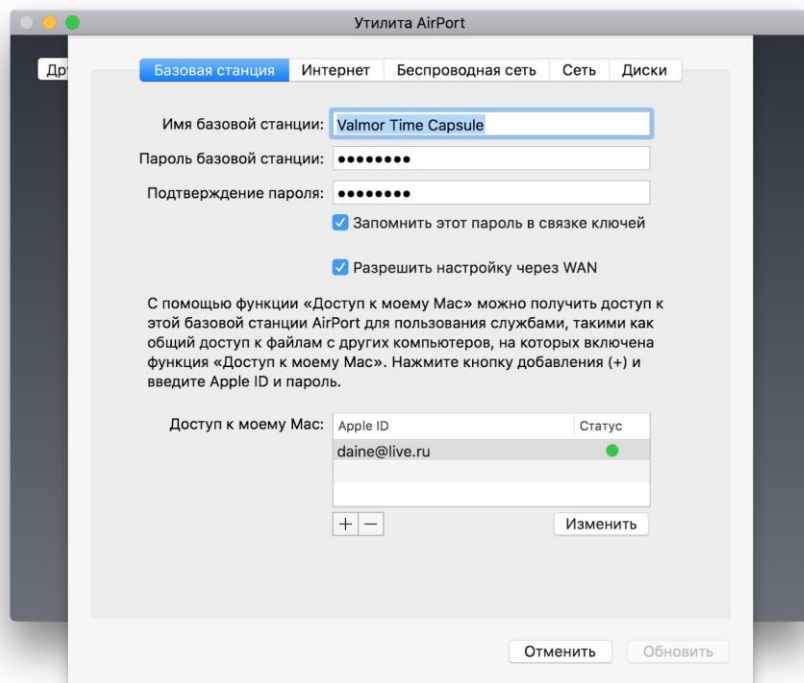 Утилита AirPort
Базовая станция Интернет Беспроводная сеть Сеть Диски
Имя базовой станции: Valmor Time Capsule
Пароль базовой станции: ●●●●●●●●
Подтверждение пароля: ●●●●●●●●
Запомнить этот пароль в связке ключей
Разрешить настройку через WAN
С помощью функции «Доступ к моему Mac» можно получить доступ к
этой базовой станции AirPort для пользования службами, такими как
общий доступ к файлам с других компьютеров, на которых включена
функция «Доступ к моему Mac». Нажмите кнопку добавления (+) и
введите Apple ID и пароль.
Доступ к моему Mac: Apple ID Статус
daine@live.ru
+ − Изменить
Отменить Обновить